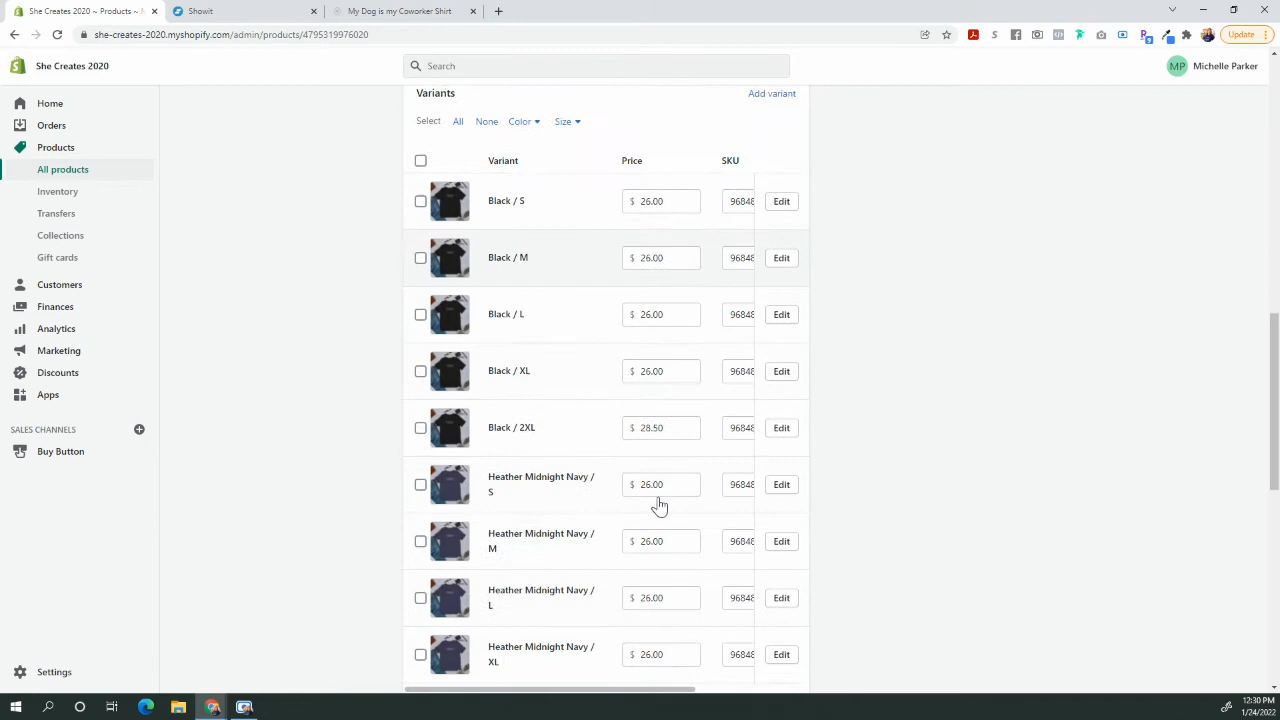 She Creates 2020 ~ Products ~ S
Showit
My Dog is my Coworker Shirt
she-creates-2020.myshopify.com/admin/products/4795319976020
Update
She Creates 2020
Search
MP
Michelle Parker
Home
Orders
Products
All products
Inventory
Transfers
Collections
Gift cards
Customers
Finances
Analytics
Marketing
Discounts
Apps
SALES CHANNELS
Buy Button
Settings
Variants
Add variant
Select All None Color Size
Variant Price SKU
Black / S $ 26.00 96848 Edit
Black / M $ 26.00 96848 Edit
Black / L $ 26.00 96848 Edit
Black / XL $ 26.00 96848 Edit
Black / 2XL $ 28.50 96848 Edit
Heather Midnight Navy /
S $ 26.00 96848 Edit
Heather Midnight Navy /
M $ 26.00 96848 Edit
Heather Midnight Navy /
L $ 26.00 96848 Edit
Heather Midnight Navy /
XL $ 26.00 96848 Edit
12:30 PM
1/24/2022